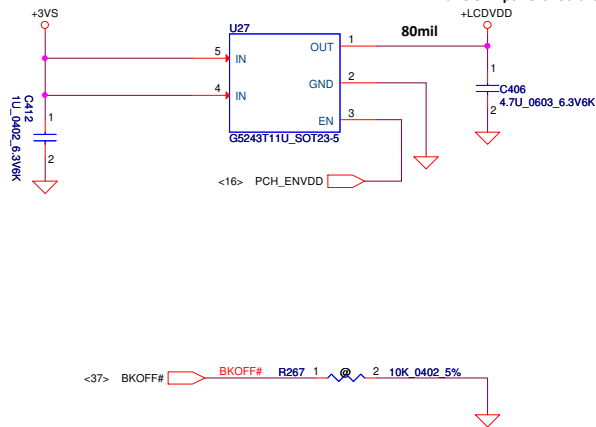 +3VS
+LCDVDD
U27
80mil
5 IN
OUT 1
4 IN
GND 2
EN 3
G5243T11U_SOT23-5
C412
1U_0402_6.3V6K
1
2
1
C406
4.7U_0603_6.3V6K
2
<16> PCH_ENVDD
<37> BKOFF#
BKOFF#
R267 1 @ 2 10K_0402_5%